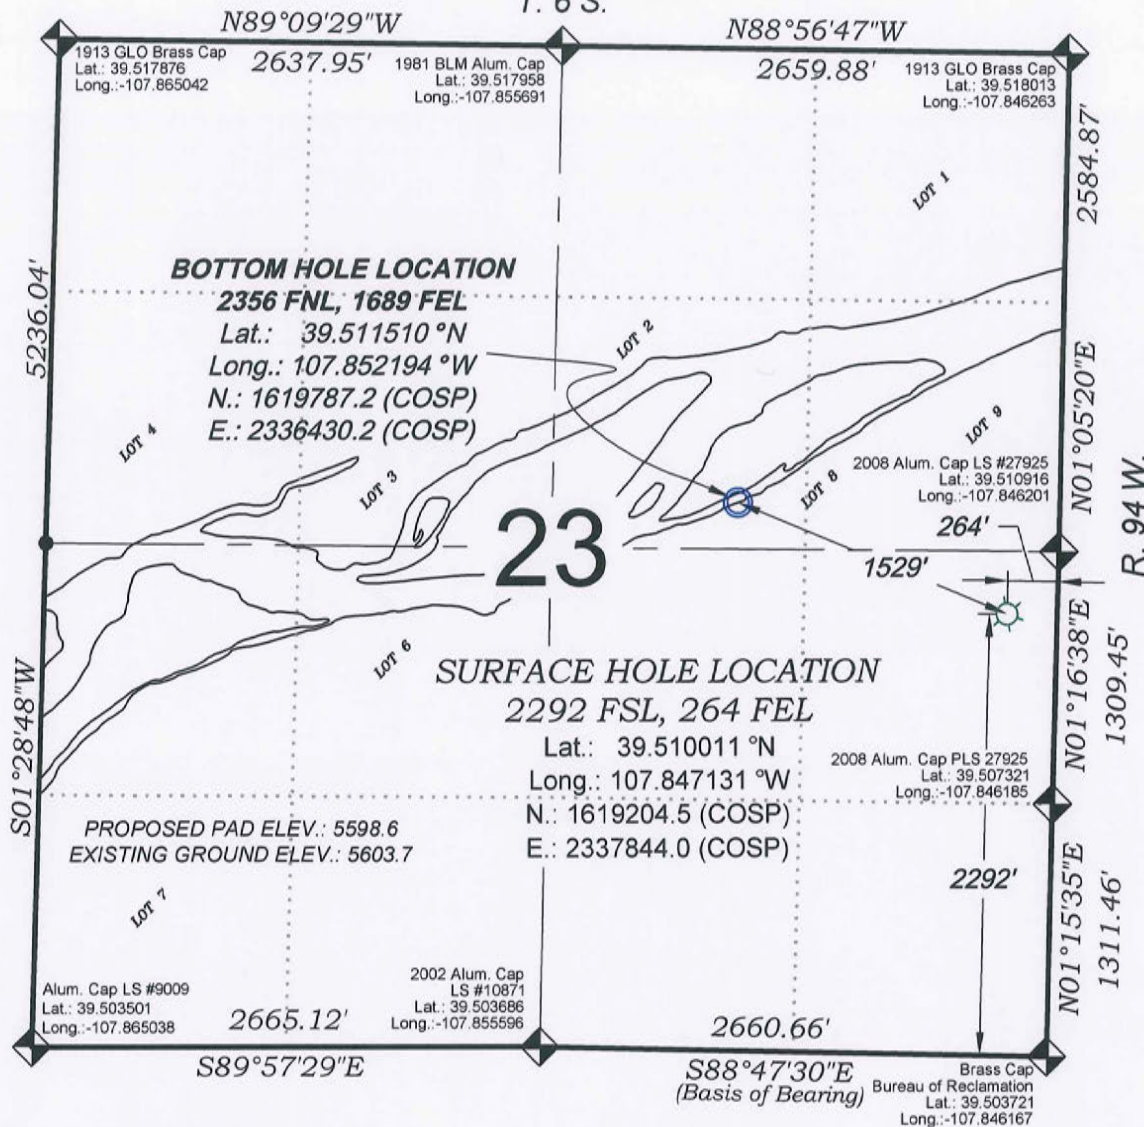 T. 6 S.
N89°09'29"W
N88°56'47"W
1913 GLO Brass Cap
Lat.: 39.517876
Long.:-107.865042
2637.95'
1981 BLM Alum. Cap
Lat.: 39.517958
Long.:-107.855691
2659.88'
1913 GLO Brass Cap
Lat.: 39.518013
Long.:-107.846263
2584.87'
LOT 1
BOTTOM HOLE LOCATION
2356 FNL, 1689 FEL
Lat.: 39.511510 °N
Long.: 107.852194 °W
N.: 1619787.2 (COSP)
E.: 2336430.2 (COSP)
5236.04'
LOT 2
N01°05'20"E
LOT 4
LOT 3
LOT 9
LOT 8
2008 Alum. Cap LS #27925
Lat.: 39.510916
Long.:-107.846201
264'
R. 94 W.
23
1529'
LOT 6
S01°28'48"W
SURFACE HOLE LOCATION
2292 FSL, 264 FEL
Lat.: 39.510011 °N
Long.: 107.847131 °W
N.: 1619204.5 (COSP)
E.: 2337844.0 (COSP)
N01°16'38"E
1309.45'
2008 Alum. Cap PLS 27925
Lat.: 39.507321
Long.:-107.846185
PROPOSED PAD ELEV.: 5598.6
EXISTING GROUND ELEV.: 5603.7
2292'
LOT 7
N01°15'35"E
1311.46'
Alum. Cap LS #9009
Lat.: 39.503501
Long.:-107.865038
2665.12'
2002 Alum. Cap
LS #10871
Lat.: 39.503686
Long.:-107.855596
2660.66'
S89°57'29"E
S88°47'30"E
(Basis of Bearing)
Brass Cap
Bureau of Reclamation
Lat.: 39.503721
Long.:-107.846167